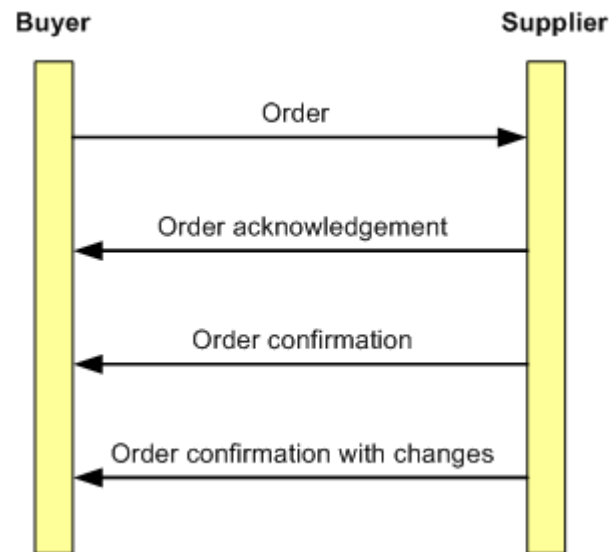 Buyer
Supplier
Order
Order acknowledgement
Order confirmation
Order confirmation with changes